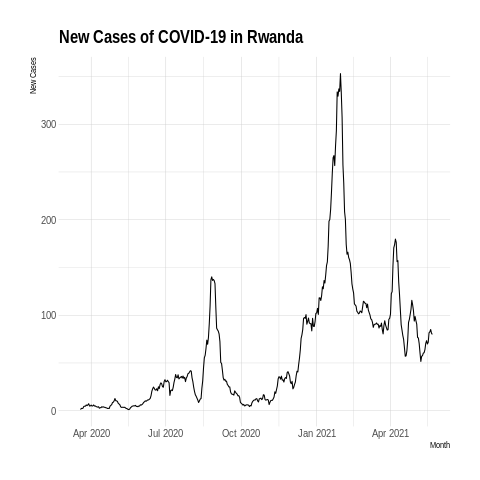 New Cases of COVID-19 in Rwanda
New Cases
300
200
100
0
Apr 2020 Jul 2020 Oct 2020 Jan 2021 Apr 2021
Month